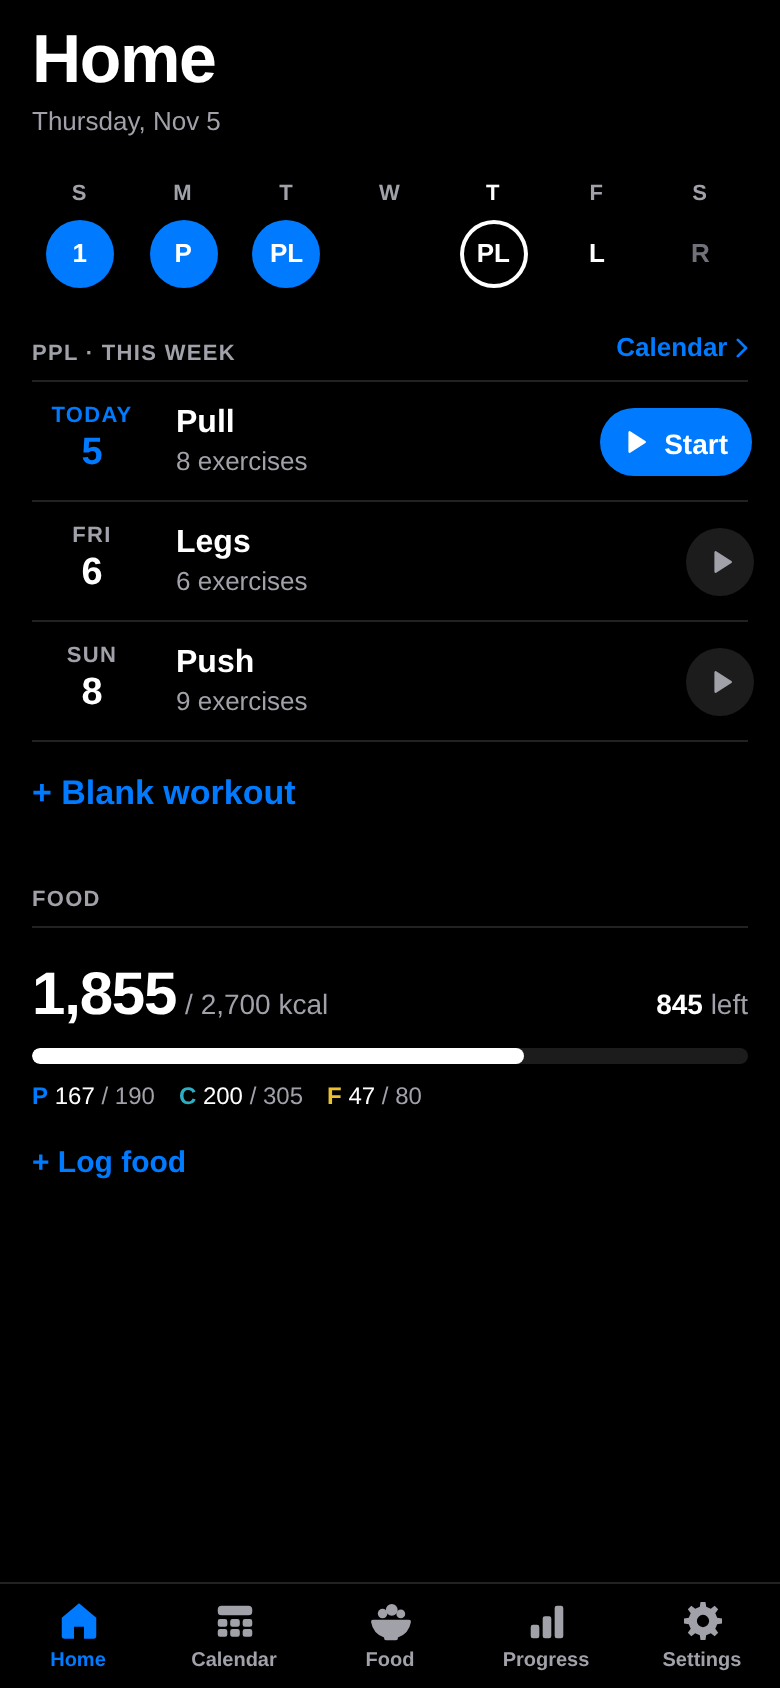 Home
Thursday, Nov 5
S M T W T F S
1 P PL PL L R
PPL · THIS WEEK Calendar
TODAY
5
Pull
8 exercises
Start
FRI
6
Legs
6 exercises
SUN
8
Push
9 exercises
+ Blank workout
FOOD
1,855 / 2,700 kcal 845 left
P 167 / 190 C 200 / 305 F 47 / 80
+ Log food
Home Calendar Food Progress Settings